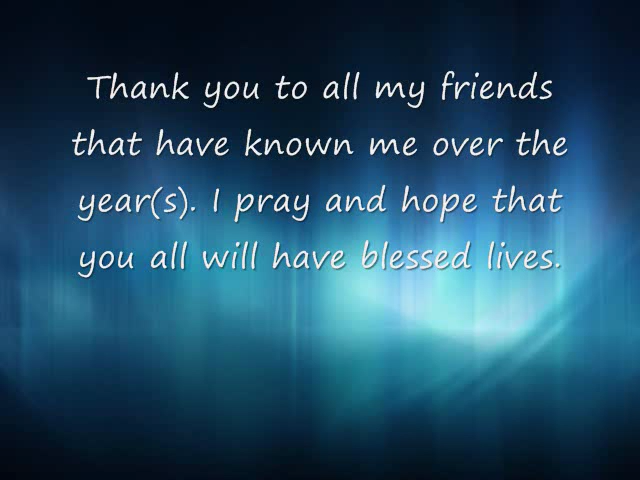 Thank you to all my friends
that have known me over the
year(s). I pray and hope that
you all will have blessed lives.